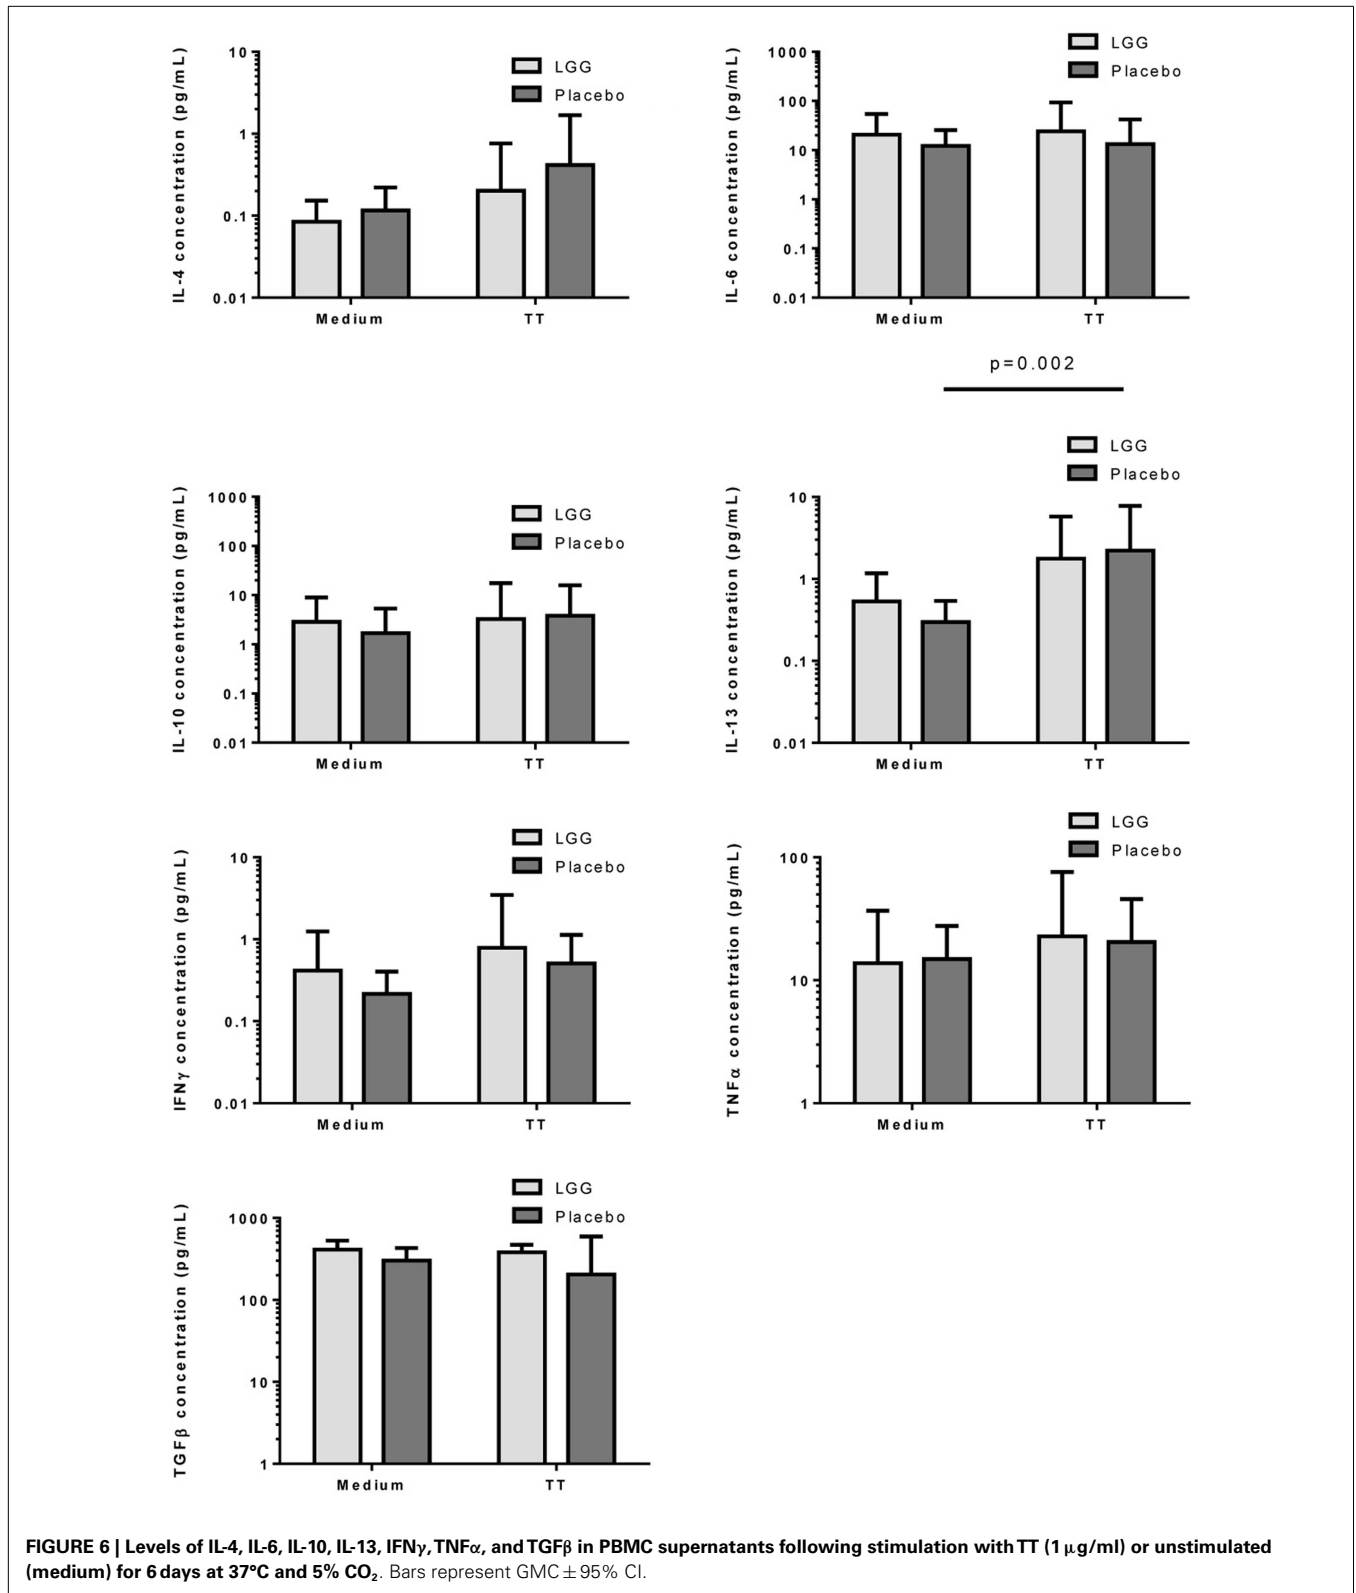 IL-4 concentration (pg/mL)
10
1
0.1
0.01
LGG
Placebo
Medium TT
IL-6 concentration (pg/mL)
1000
100
10
1
0.1
0.01
LGG
Placebo
Medium TT
IL-10 concentration (pg/mL)
1000
100
10
1
0.1
0.01
LGG
Placebo
Medium TT
p=0.002
IL-13 concentration (pg/mL)
10
1
0.1
0.01
LGG
Placebo
Medium TT
IFNγ concentration (pg/mL)
10
1
0.1
0.01
LGG
Placebo
Medium TT
TNFα concentration (pg/mL)
100
10
1
LGG
Placebo
Medium TT
TGFβ concentration (pg/mL)
1000
100
10
1
LGG
Placebo
Medium TT
FIGURE 6 | Levels of IL-4, IL-6, IL-10, IL-13, IFNγ, TNFα, and TGFβ in PBMC supernatants following stimulation with TT (1 μg/ml) or unstimulated
(medium) for 6 days at 37°C and 5% CO₂. Bars represent GMC ± 95% CI.